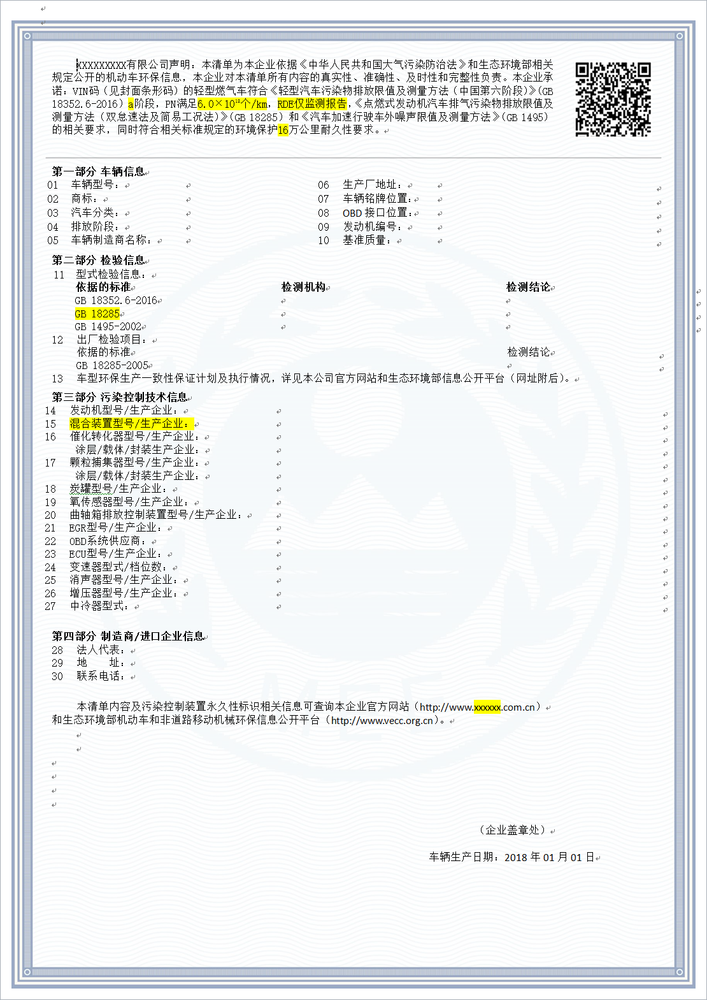 XXXXXXXXX有限公司声明：本清单为本企业依据《中华人民共和国大气污染防治法》和生态环境部相关
规定公开的机动车环保信息，本企业对本清单所有内容的真实性、准确性、及时性和完整性负责。本企业承
诺：VIN码（见封面条形码）的轻型燃气车符合《轻型汽车污染物排放限值及测量方法（中国第六阶段）》(GB
18352.6-2016）a阶段，PN满足6.0×10¹²个/km，RDE仅监测报告，《点燃式发动机汽车排气污染物排放限值及
测量方法（双怠速法及简易工况法）》(GB 18285）和《汽车加速行驶车外噪声限值及测量方法》(GB 1495）
的相关要求，同时符合相关标准规定的环境保护16万公里耐久性要求。
第一部分 车辆信息
01 车辆型号： 06 生产厂地址：
02 商标： 07 车辆铭牌位置：
03 汽车分类： 08 OBD 接口位置：
04 排放阶段： 09 发动机编号：
05 车辆制造商名称： 10 基准质量：
第二部分 检验信息
11 型式检验信息：
依据的标准 检测机构 检测结论
GB 18352.6-2016
GB 18285
GB 1495-2002
12 出厂检验项目：
依据的标准 检测结论
GB 18285-2005
13 车型环保生产一致性保证计划及执行情况，详见本公司官方网站和生态环境部信息公开平台（网址附后）。
第三部分 污染控制技术信息
14 发动机型号/生产企业：
15 混合装置型号/生产企业：
16 催化转化器型号/生产企业：
涂层/载体/封装生产企业：
17 颗粒捕集器型号/生产企业：
涂层/载体/封装生产企业：
18 炭罐型号/生产企业：
19 氧传感器型号/生产企业：
20 曲轴箱排放控制装置型号/生产企业：
21 EGR型号/生产企业：
22 OBD系统供应商：
23 ECU型号/生产企业：
24 变速器型式/档位数：
25 消声器型号/生产企业：
26 增压器型号/生产企业：
27 中冷器型式：
第四部分 制造商/进口企业信息
28 法人代表：
29 地 址：
30 联系电话：
MEE
本清单内容及污染控制装置永久性标识相关信息可查询本企业官方网站（http://www.xxxxxx.com.cn）
和生态环境部机动车和非道路移动机械环保信息公开平台（http://www.vecc.org.cn）。
（企业盖章处）
车辆生产日期：2018 年 01 月 01 日